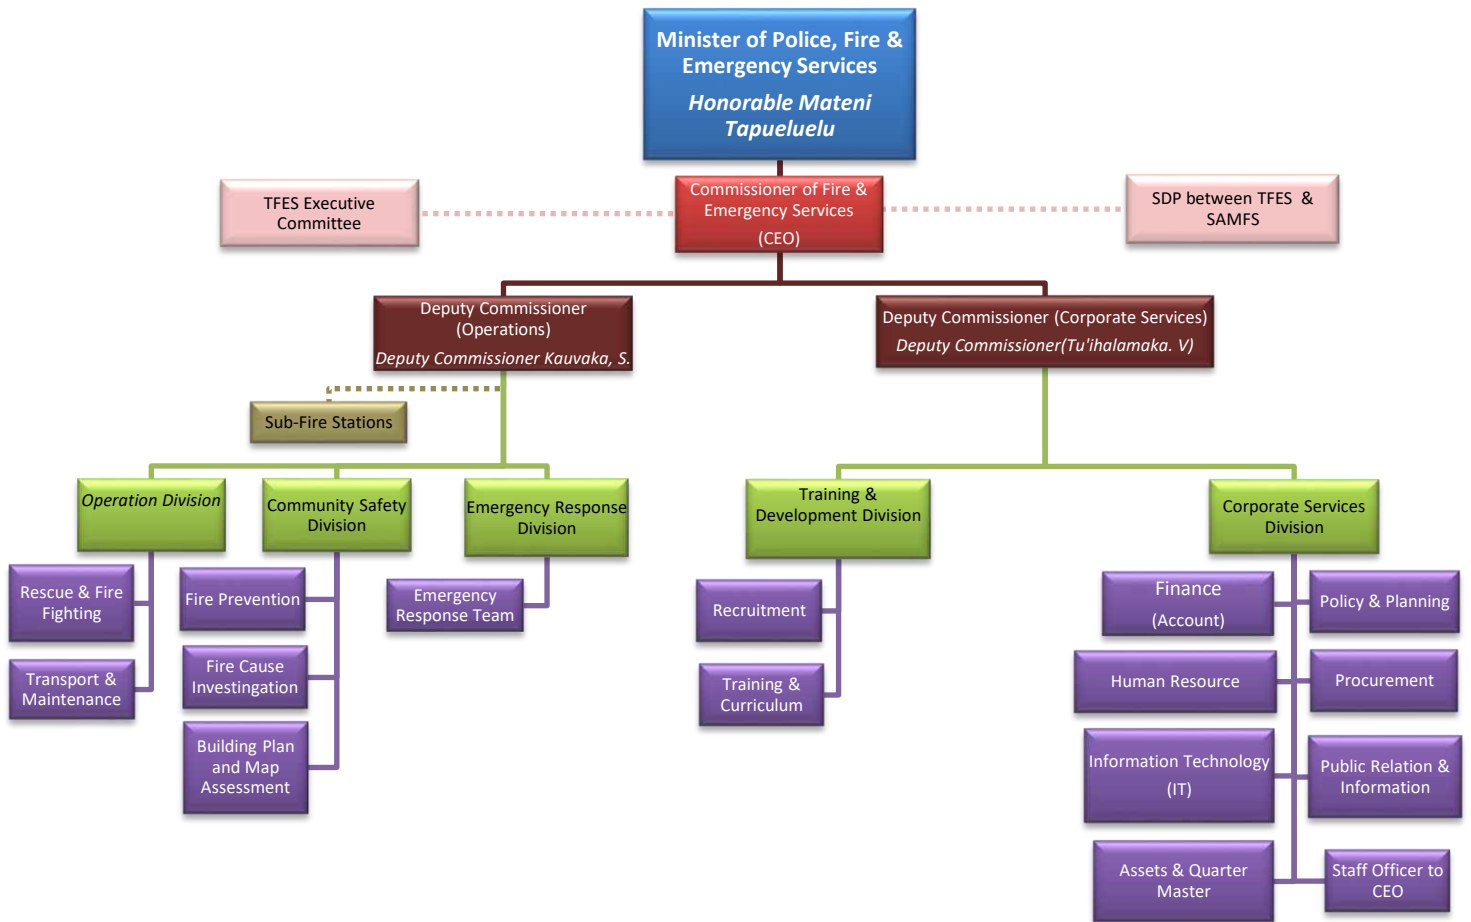 Minister of Police, Fire &
Emergency Services
Honorable Mateni
Tapueluelu
Commissioner of Fire &
Emergency Services
(CEO)
TFES Executive
Committee
SDP between TFES &
SAMFS
Deputy Commissioner
(Operations)
Deputy Commissioner Kauvaka, S.
Deputy Commissioner (Corporate Services)
Deputy Commissioner(Tu'ihalamaka. V)
Sub-Fire Stations
Operation Division
Community Safety
Division
Emergency Response
Division
Training &
Development Division
Corporate Services
Division
Rescue & Fire
Fighting
Transport &
Maintenance
Fire Prevention
Fire Cause
Investingation
Building Plan
and Map
Assessment
Emergency
Response Team
Recruitment
Training &
Curriculum
Finance
(Account)
Policy & Planning
Human Resource
Procurement
Information Technology
(IT)
Public Relation &
Information
Assets & Quarter
Master
Staff Officer to
CEO